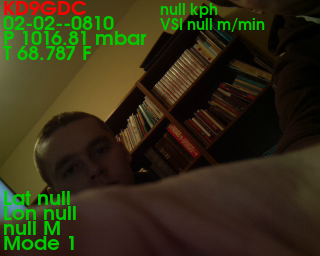 KD9GDC
02-02--0810
P 1016.81 mbar
T 68.787 F
null kph
VSI null m/min
Lat null
Lon null
null M
Mode 1